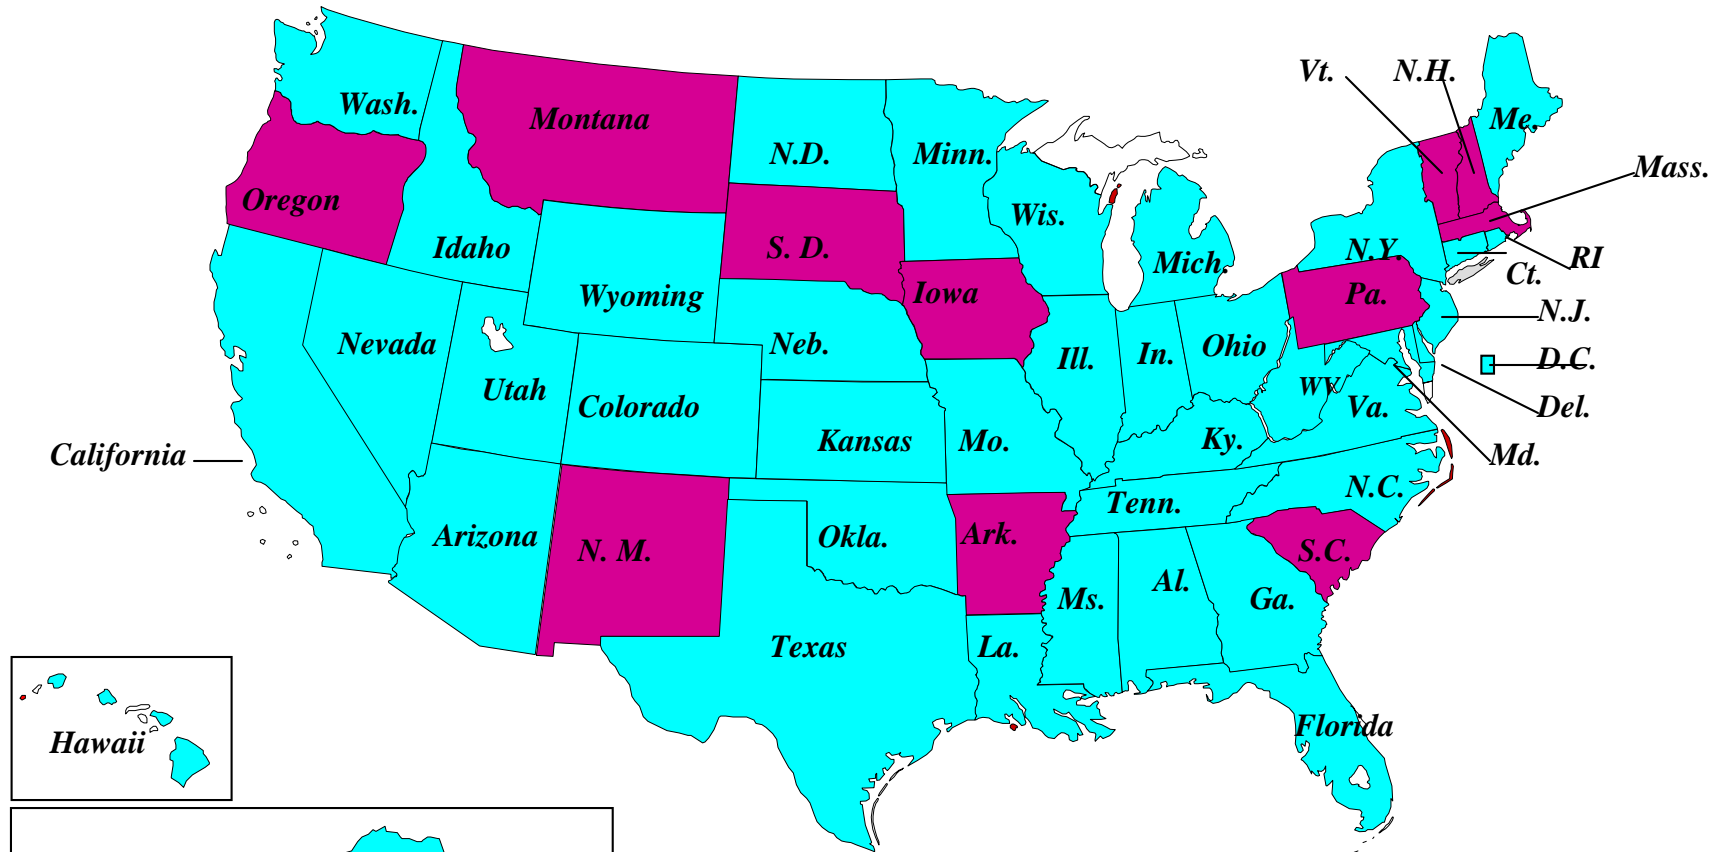 Vt.
N.H.
Wash.
Montana
Me.
N.D.
Minn.
Mass.
Oregon
Wis.
Idaho
S. D.
N.Y.
RI
Mich.
Ct.
Wyoming
Iowa
Pa.
N.J.
Nevada
Neb.
Ill.
In.
Ohio
D.C.
Utah
WV
Colorado
Va.
Del.
Kansas
Mo.
Ky.
California
Md.
N.C.
Tenn.
Arizona
N. M.
Okla.
Ark.
S.C.
Ms.
Al.
Ga.
Texas
La.
Florida
Hawaii